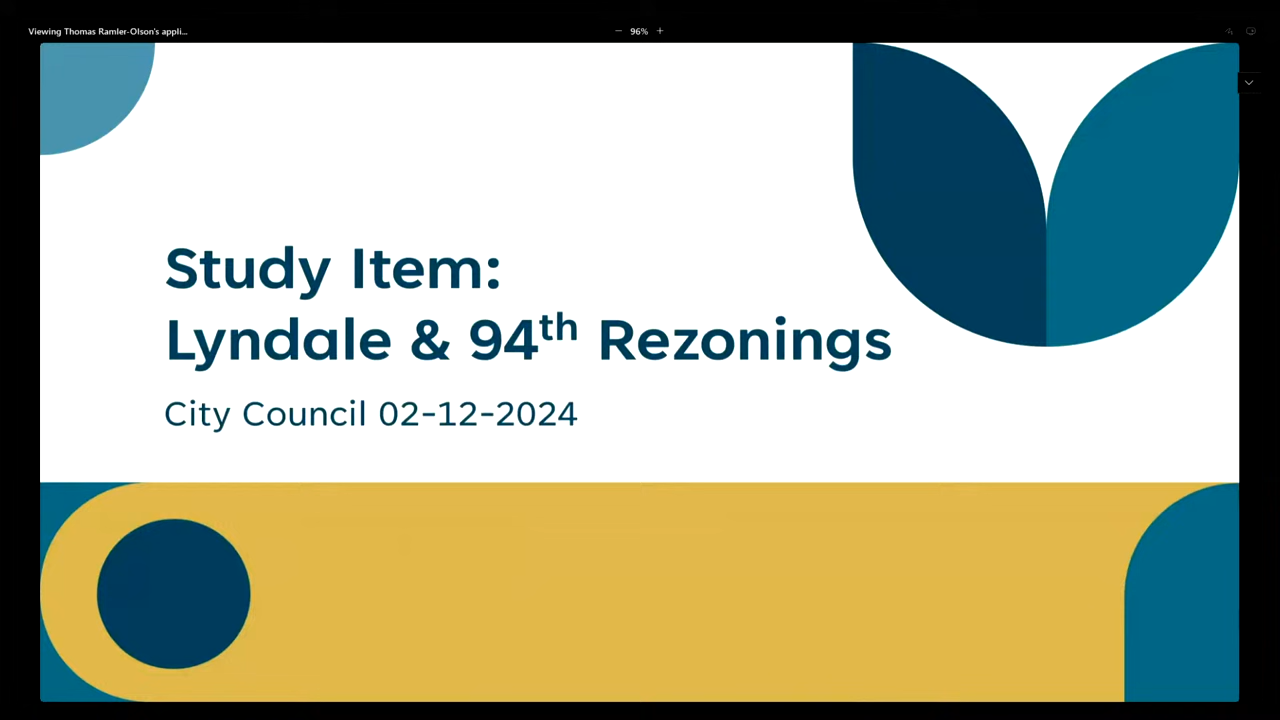 Viewing Thomas Ramler-Olson's appli...
96%
Study Item:
Lyndale & 94th Rezonings
City Council 02-12-2024